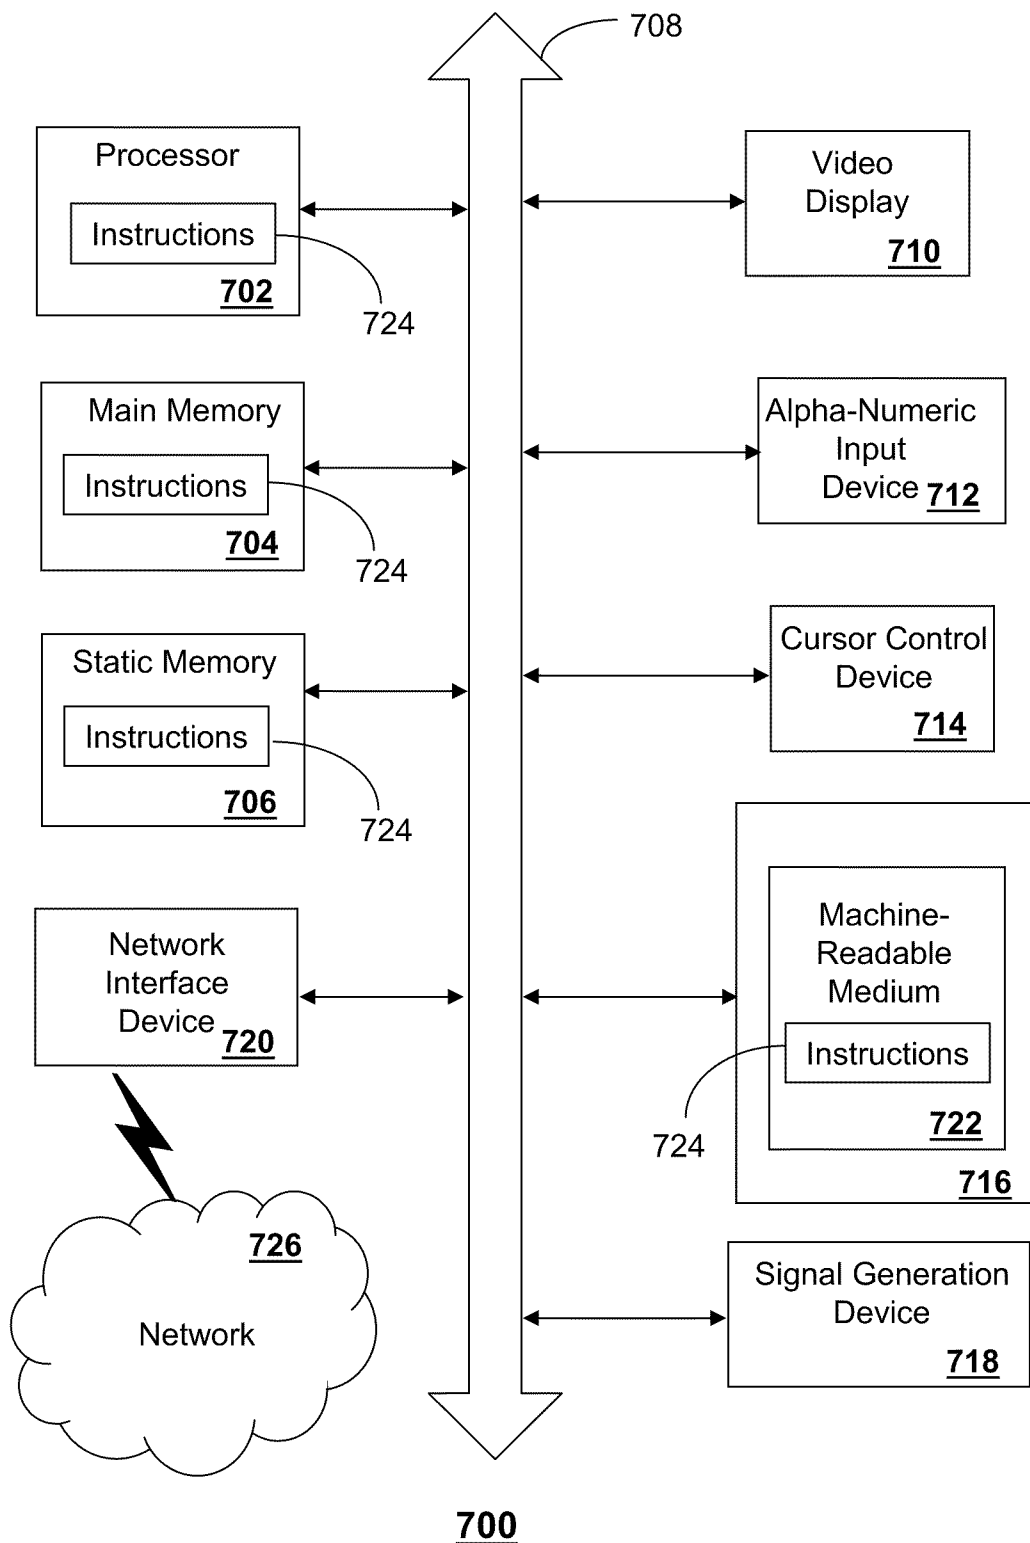 708
Processor
Instructions
702
724
Main Memory
Instructions
704
724
Static Memory
Instructions
706
724
Network
Interface
Device
720
726
Network
Video
Display
710
Alpha-Numeric
Input
Device
712
Cursor Control
Device
714
Machine-
Readable
Medium
Instructions
722
724
716
Signal Generation
Device
718
700